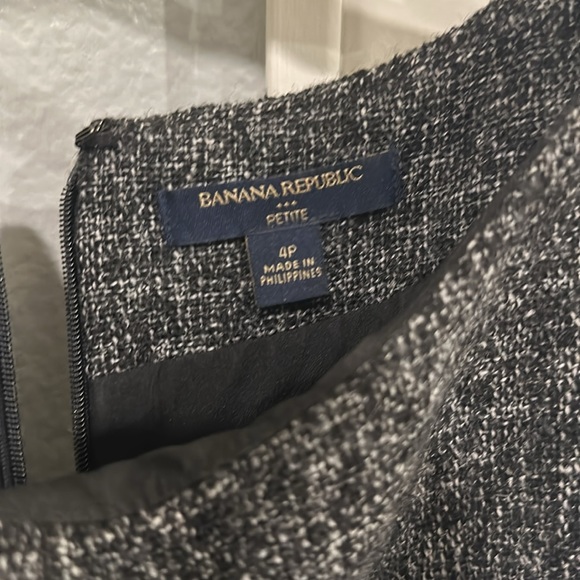 BANANA REPUBLIC
PETITE
4P
MADE IN
PHILIPPINES